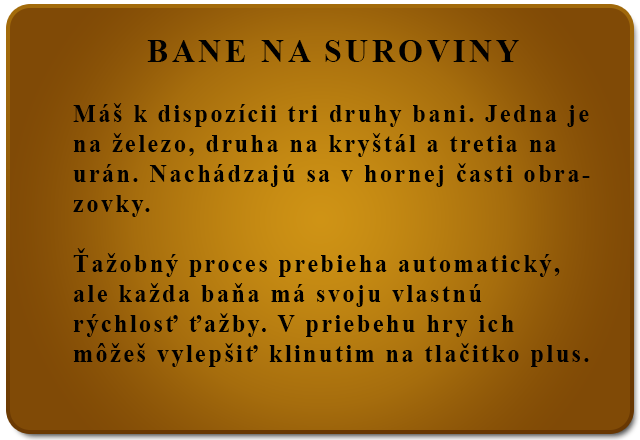 BANE NA SUROVINY
Máš k dispozícii tri druhy bani. Jedna je
na železo, druha na kryštál a tretia na
urán. Nachádzajú sa v hornej časti obra-
zovky.
Ťažobný proces prebieha automatický,
ale každa baňa má svoju vlastnú
rýchlosť ťažby. V priebehu hry ich
môžeš vylepšiť klinutim na tlačitko plus.